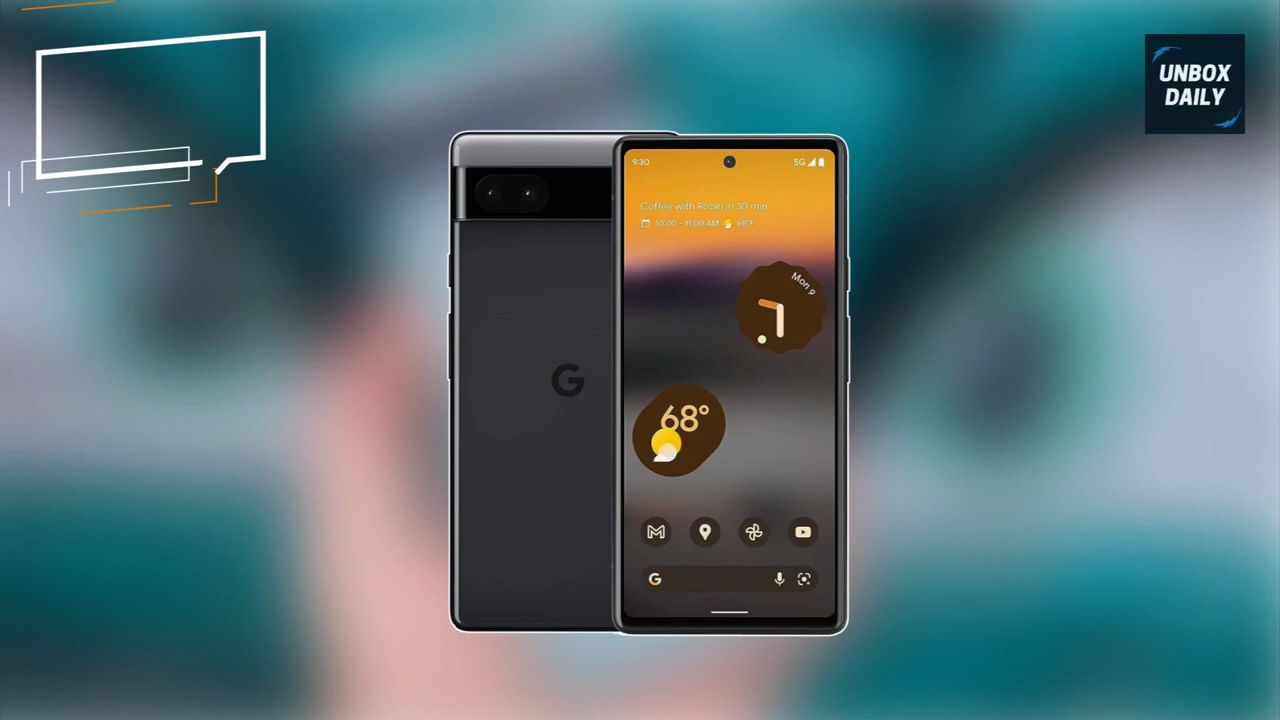 UNBOX
DAILY
9:30
5G
Coffee with Robin in 30 min
10:00 - 11:00 AM 68°F
Mon 9
68°
G
G